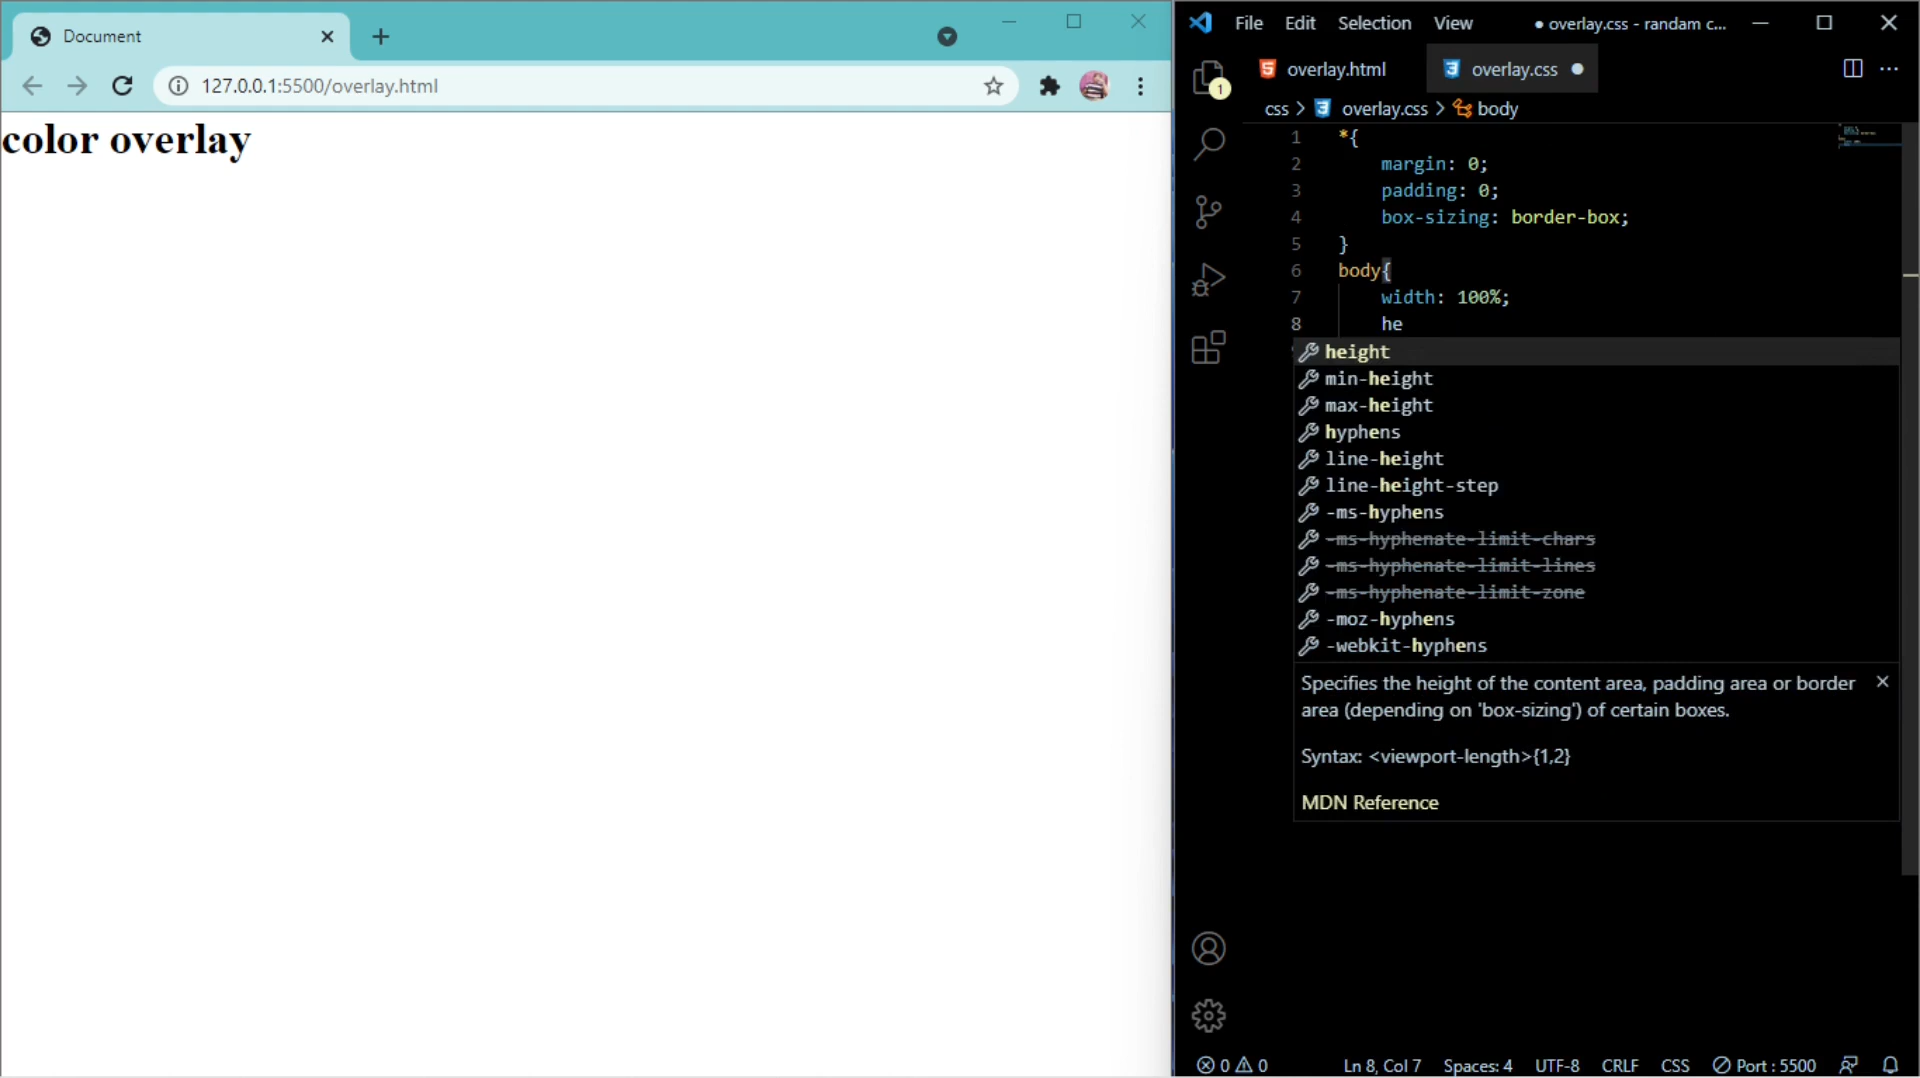 Document
127.0.0.1:5500/overlay.html
color overlay
File Edit Selection View ● overlay.css - randam c...
overlay.html overlay.css ●
1
css > overlay.css > body
1 *{
2 margin: 0;
3 padding: 0;
4 box-sizing: border-box;
5 }
6 body{
7 width: 100%;
8 he
height
min-height
max-height
hyphens
line-height
line-height-step
-ms-hyphens
-ms-hyphenate-limit-chars
-ms-hyphenate-limit-lines
-ms-hyphenate-limit-zone
-moz-hyphens
-webkit-hyphens
Specifies the height of the content area, padding area or border
area (depending on 'box-sizing') of certain boxes.
Syntax: <viewport-length>{1,2}
MDN Reference
0 0 Ln 8, Col 7 Spaces: 4 UTF-8 CRLF CSS Port : 5500